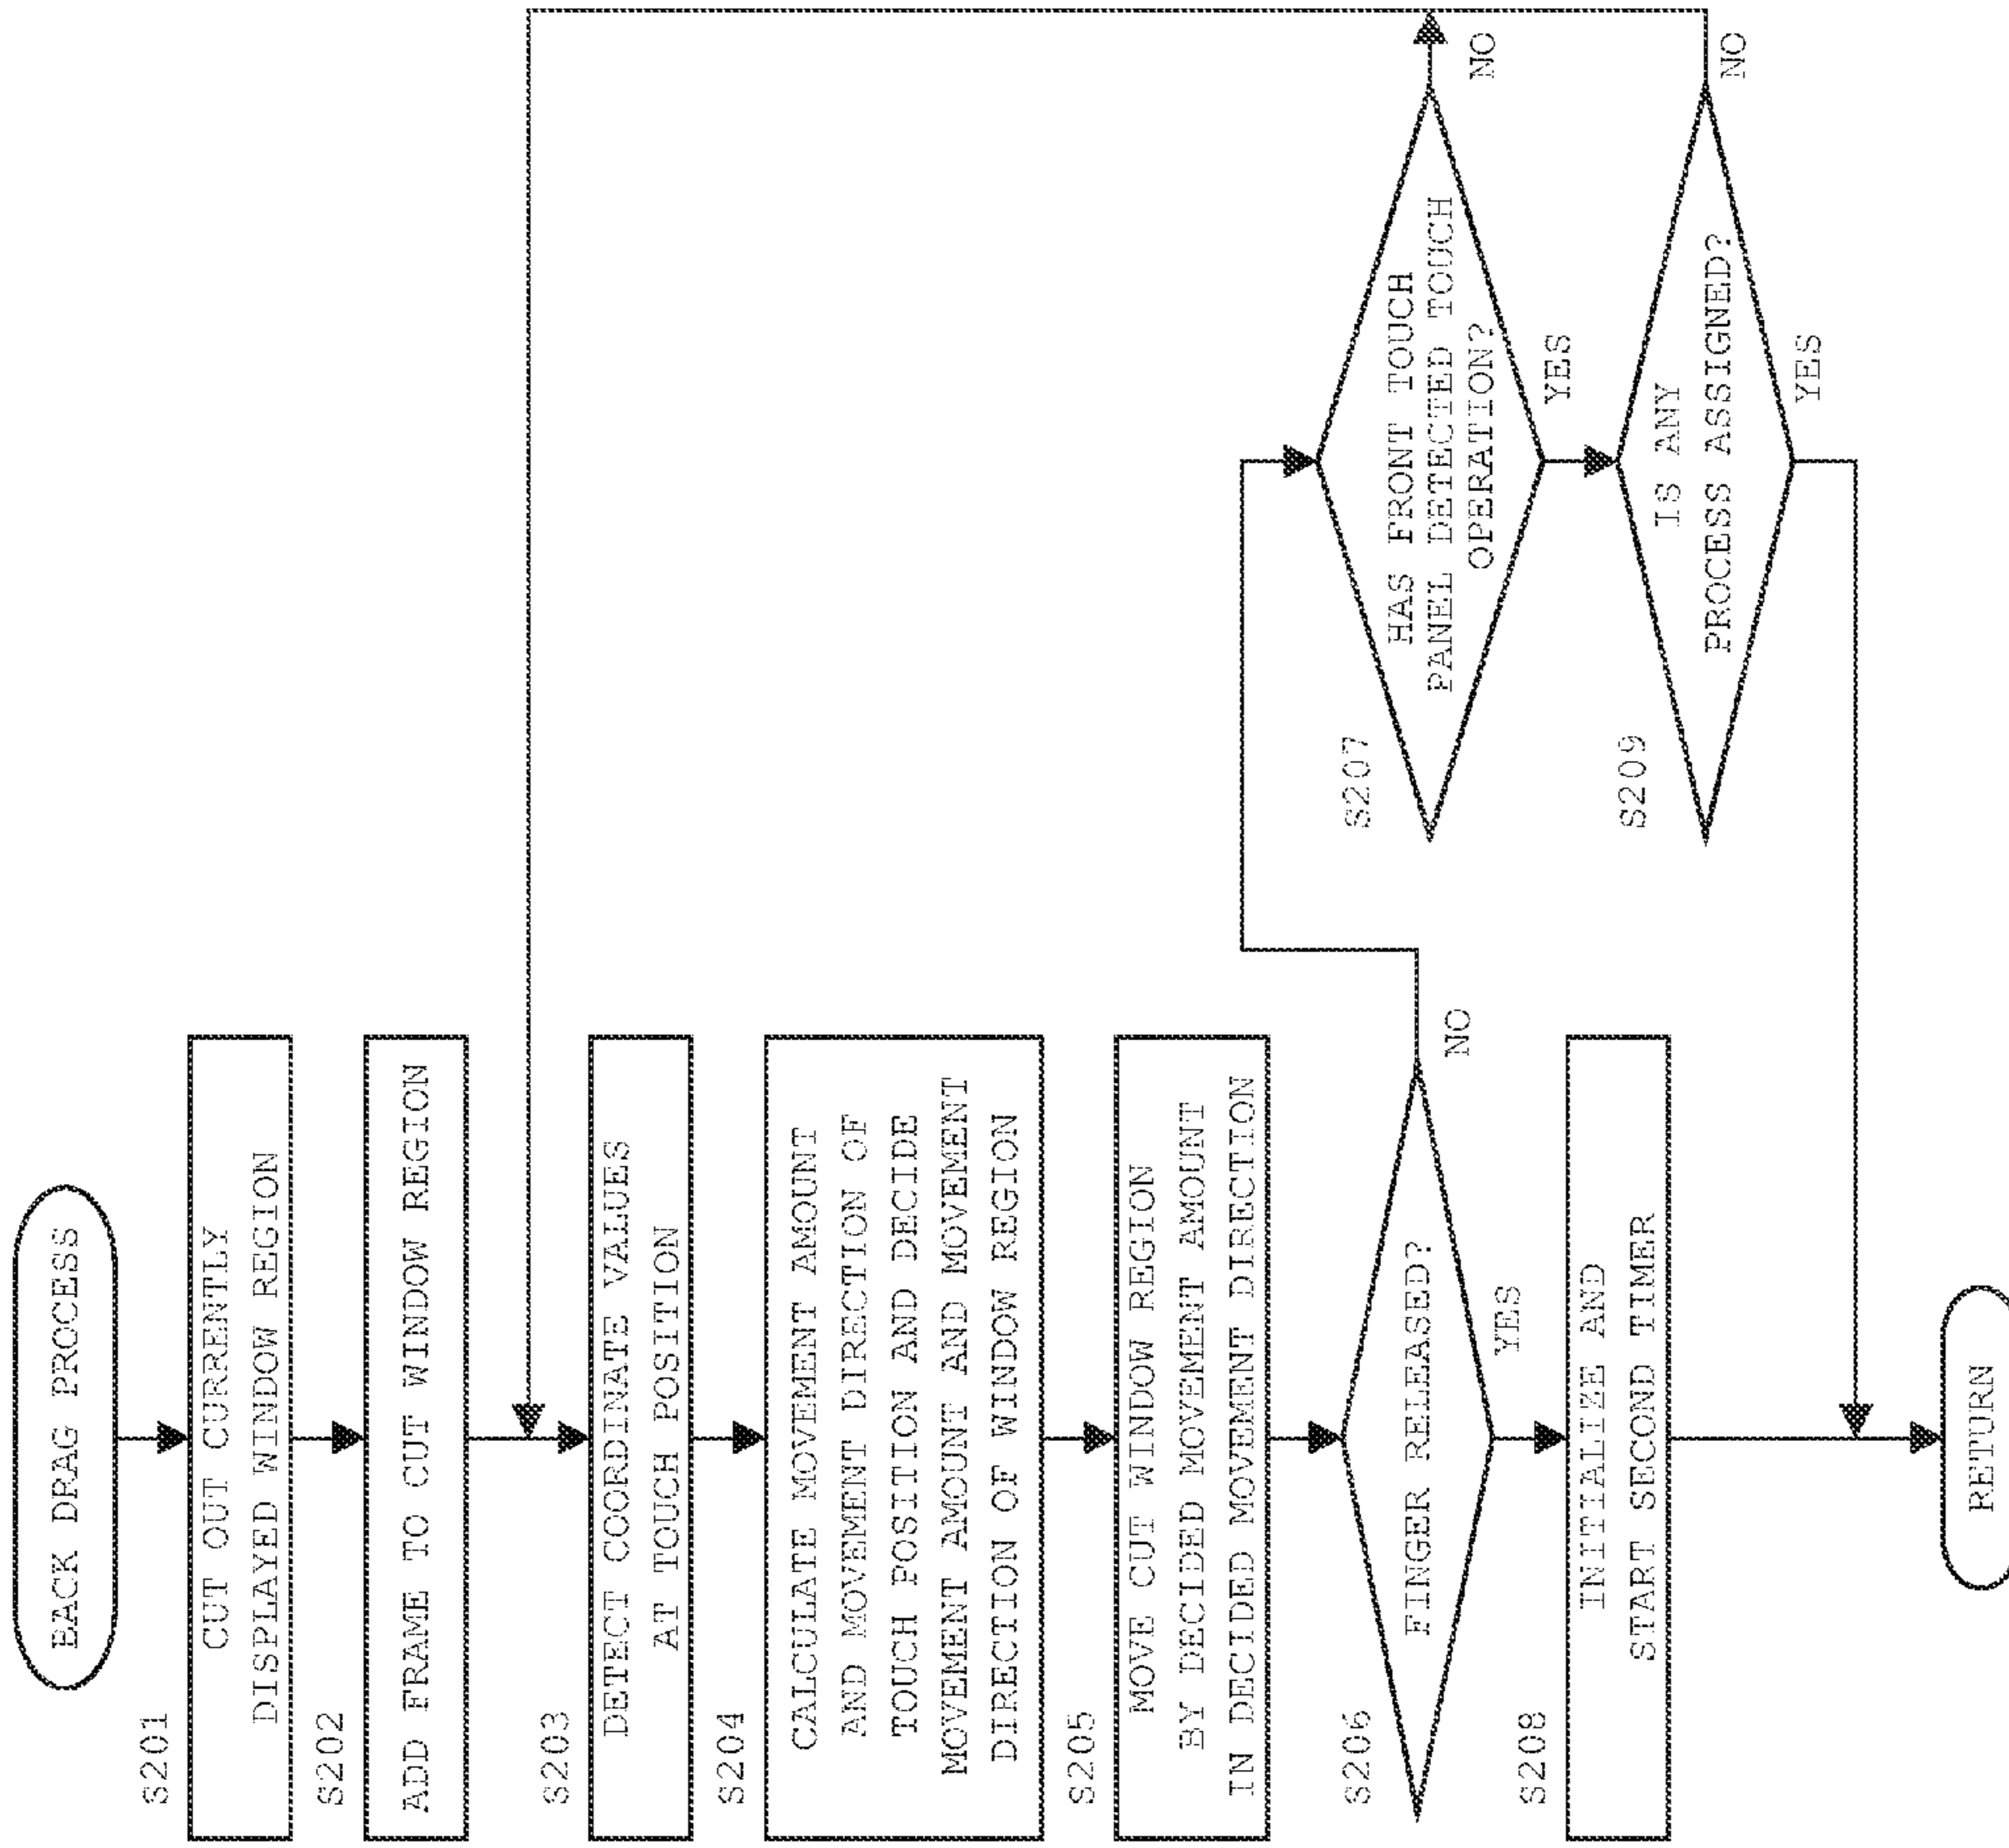 BACK DRAG PROCESS
S201
CUT OUT CURRENTLY
DISPLAYED WINDOW REGION
S202
ADD FRAME TO CUT WINDOW REGION
S203
DETECT COORDINATE VALUES
AT TOUCH POSITION
S204
CALCULATE MOVEMENT AMOUNT
AND MOVEMENT DIRECTION OF
TOUCH POSITION AND DECIDE
MOVEMENT AMOUNT AND MOVEMENT
DIRECTION OF WINDOW REGION
S205
MOVE CUT WINDOW REGION
BY DECIDED MOVEMENT AMOUNT
IN DECIDED MOVEMENT DIRECTION
S206
FINGER RELEASED?
NO
YES
S207
HAS FRONT TOUCH
PANEL DETECTED TOUCH
OPERATION?
NO
YES
S208
INITIALIZE AND
START SECOND TIMER
S209
IS ANY
PROCESS ASSIGNED?
NO
YES
RETURN